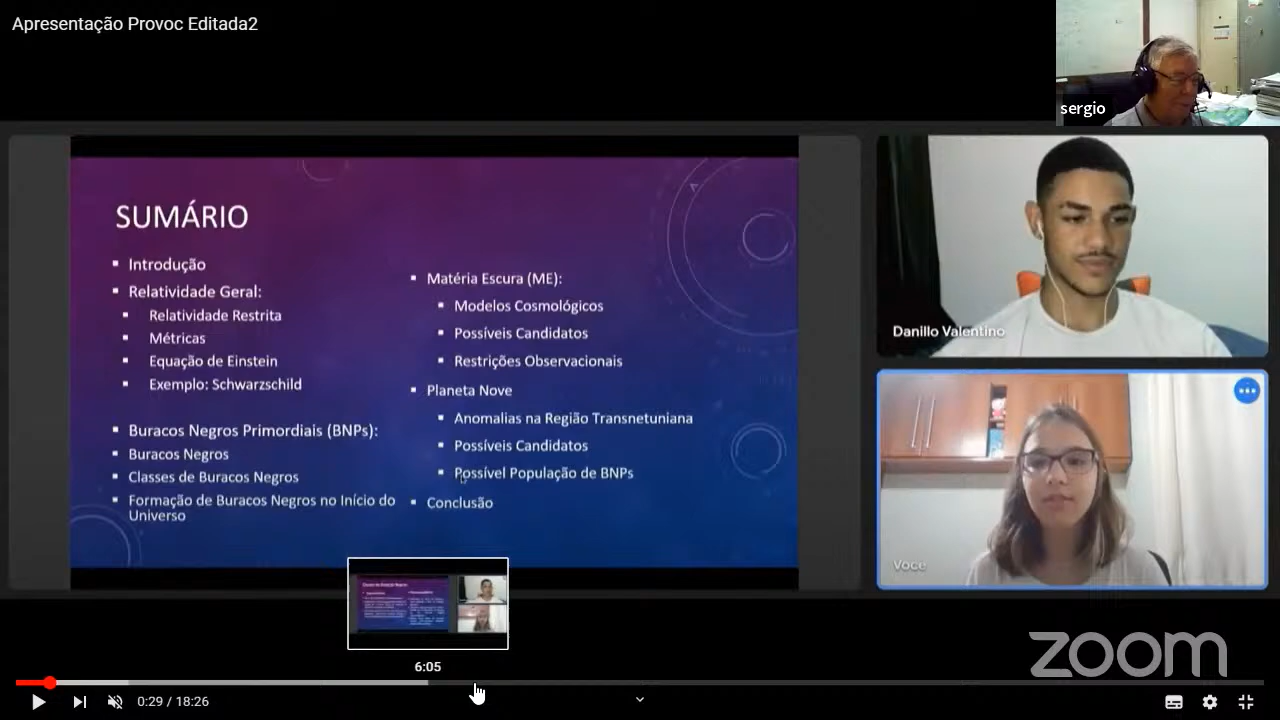 Apresentação Provoc Editada2
sergio
SUMÁRIO
Introdução
Relatividade Geral:
Relatividade Restrita
Métricas
Equação de Einstein
Exemplo: Schwarzschild
Buracos Negros Primordiais (BNPs):
Buracos Negros
Classes de Buracos Negros
Formação de Buracos Negros no Início do
Universo
Matéria Escura (ME):
Modelos Cosmológicos
Possíveis Candidatos
Restrições Observacionais
Planeta Nove
Anomalias na Região Transnetuniana
Possíveis Candidatos
Possível População de BNPs
Conclusão
Danillo Valentino
Voce
zoom
6:05
0:29 / 18:26